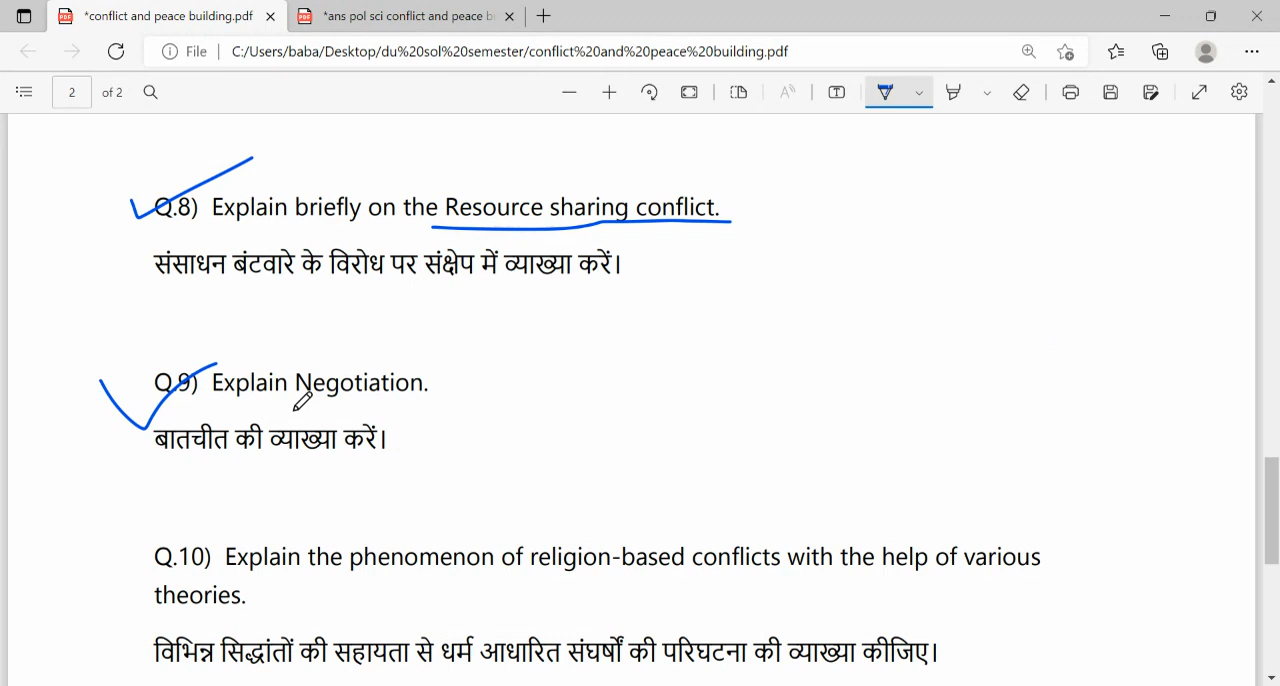 *conflict and peace building.pdf
*ans pol sci conflict and peace b
File
C:/Users/baba/Desktop/du%20sol%20semester/conflict%20and%20peace%20building.pdf
2 of 2
Q.8) Explain briefly on the Resource sharing conflict.
संसाधन बंटवारे के विरोध पर संक्षेप में व्याख्या करें।
Q.9) Explain Negotiation.
बातचीत की व्याख्या करें।
Q.10) Explain the phenomenon of religion-based conflicts with the help of various
theories.
विभिन्न सिद्धांतों की सहायता से धर्म आधारित संघर्षों की परिघटना की व्याख्या कीजिए।